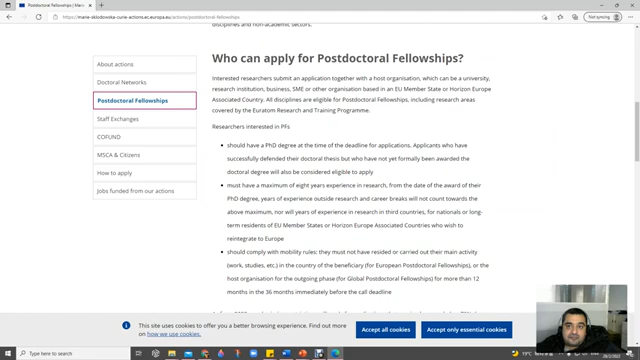 Postdoctoral Fellowships | Marie
https://marie-sklodowska-curie-actions.ec.europa.eu/actions/postdoctoral-fellowships
Not syncing
disciplines and non-academic sectors.
About actions
Doctoral Networks
Postdoctoral Fellowships
Staff Exchanges
COFUND
MSCA & Citizens
How to apply
Jobs funded from our actions
Who can apply for Postdoctoral Fellowships?
Interested researchers submit an application together with a host organisation, which can be a university,
research institution, business, SME or other organisation based in an EU Member State or Horizon Europe
Associated Country. All disciplines are eligible for Postdoctoral Fellowships, including research areas
covered by the Euratom Research and Training Programme.
Researchers interested in PFs
should have a PhD degree at the time of the deadline for applications. Applicants who have
successfully defended their doctoral thesis but who have not yet formally been awarded the
doctoral degree will also be considered eligible to apply
must have a maximum of eight years experience in research, from the date of the award of their
PhD degree, years of experience outside research and career breaks will not count towards the
above maximum, nor will years of experience in research in third countries, for nationals or long-
term residents of EU Member States or Horizon Europe Associated Countries who wish to
reintegrate to Europe
should comply with mobility rules: they must not have resided or carried out their main activity
(work, studies, etc.) in the country of the beneficiary (for European Postdoctoral Fellowships), or
the host organisation for the outgoing phase (for Global Postdoctoral Fellowships) for more than 12
months in the 36 months immediately before the call deadline
This site uses cookies to offer you a better browsing experience. Find out more
on how we use cookies.
Accept all cookies
Accept only essential cookies
Type here to search